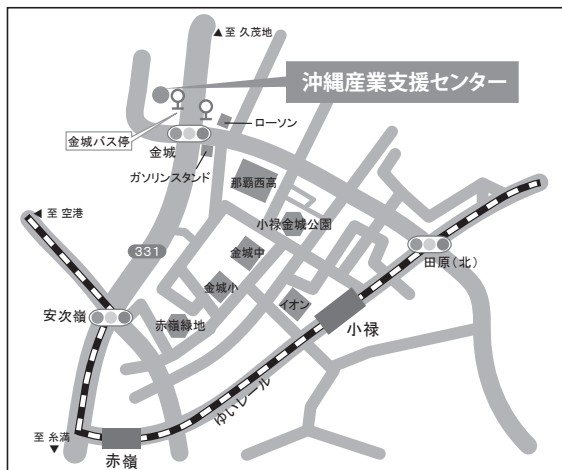 ▲至 久茂地
沖縄産業支援センター
ローソン
金城バス停
金城
ガソリンスタンド
那覇西高
◀至 空港
小禄金城公園
331
金城中
田原(北)
金城小
イオン
安次嶺
赤嶺緑地
小禄
ゆいレール
至 糸満
▼
赤嶺